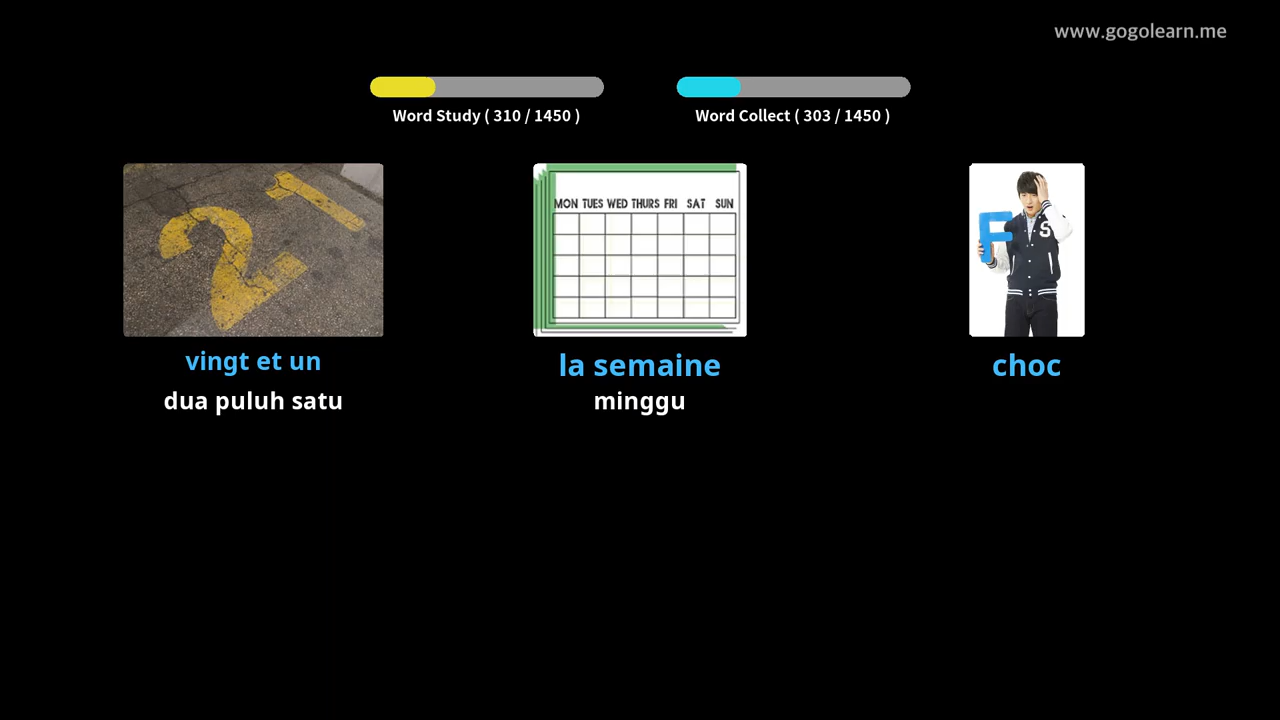 www.gogolearn.me
Word Study ( 310 / 1450 )
Word Collect ( 303 / 1450 )
21
MON TUES WED THURS FRI SAT SUN
F
S
vingt et un
la semaine
choc
dua puluh satu
minggu